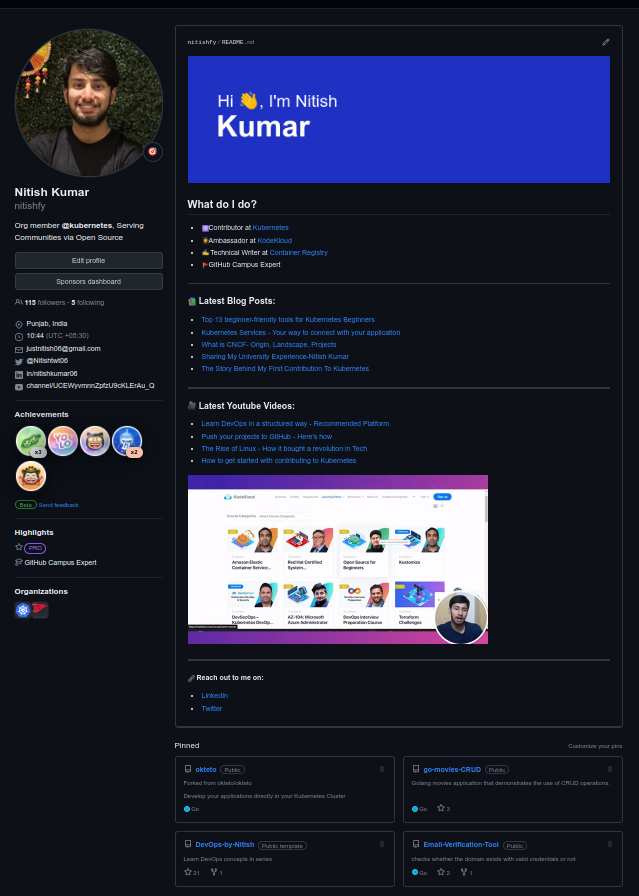 Nitish Kumar
nitishfy
Org member @kubernetes, Serving
Communities via Open Source
Edit profile
Sponsors dashboard
115 followers · 5 following
Punjab, India
10:44 (UTC +05:30)
justnitish06@gmail.com
@Nitishtwt06
in/nitishkumar06
Achievements
x3
x2
Beta Send feedback
Highlights
PRO
GitHub Campus Expert
Organizations
nitishfy / README.md
Hi 👋, I'm Nitish
Kumar
What do I do?
Contributor at Kubernetes
Ambassador at KodeKloud
✍️Technical Writer at Container Registry
🚩GitHub Campus Expert
Latest Blog Posts:
Top 13 beginner-friendly tools for Kubernetes Beginners
Kubernetes Services - Your way to connect with your application
What is CNCF- Origin, Landscape, Projects
Sharing My University Experience-Nitish Kumar
The Story Behind My First Contribution To Kubernetes
🎥 Latest Youtube Videos:
Learn DevOps in a structured way - Recommended Platform
Push your projects to GitHub - Here's how
The Rise of Linux - How it bought a revolution in Tech
How to get started with contributing to Kubernetes
KodeKloud
Course Categories
Amazon Elastic Container Service...
Red Hat Certified System...
Open Source for Beginners
Kustomize
DevSecOps – Kubernetes DevOp...
AZ-104: Microsoft Azure Administrator
DevOps Interview Preparation Course
Terraform Challenges
🔗 Reach out to me on:
LinkedIn
Twitter
Pinned
Customize your pins
okteto Public
Forked from okteto/okteto
Develop your applications directly in your Kubernetes Cluster
Go
go-movies-CRUD Public
Golang movies application that demonstrates the use of CRUD operations.
Go 3
DevOps-by-Nitish Public template
Learn DevOps concepts in series
21 1
Email-Verification-Tool Public
checks whether the domain exists with valid credentials or not
Go 2 1